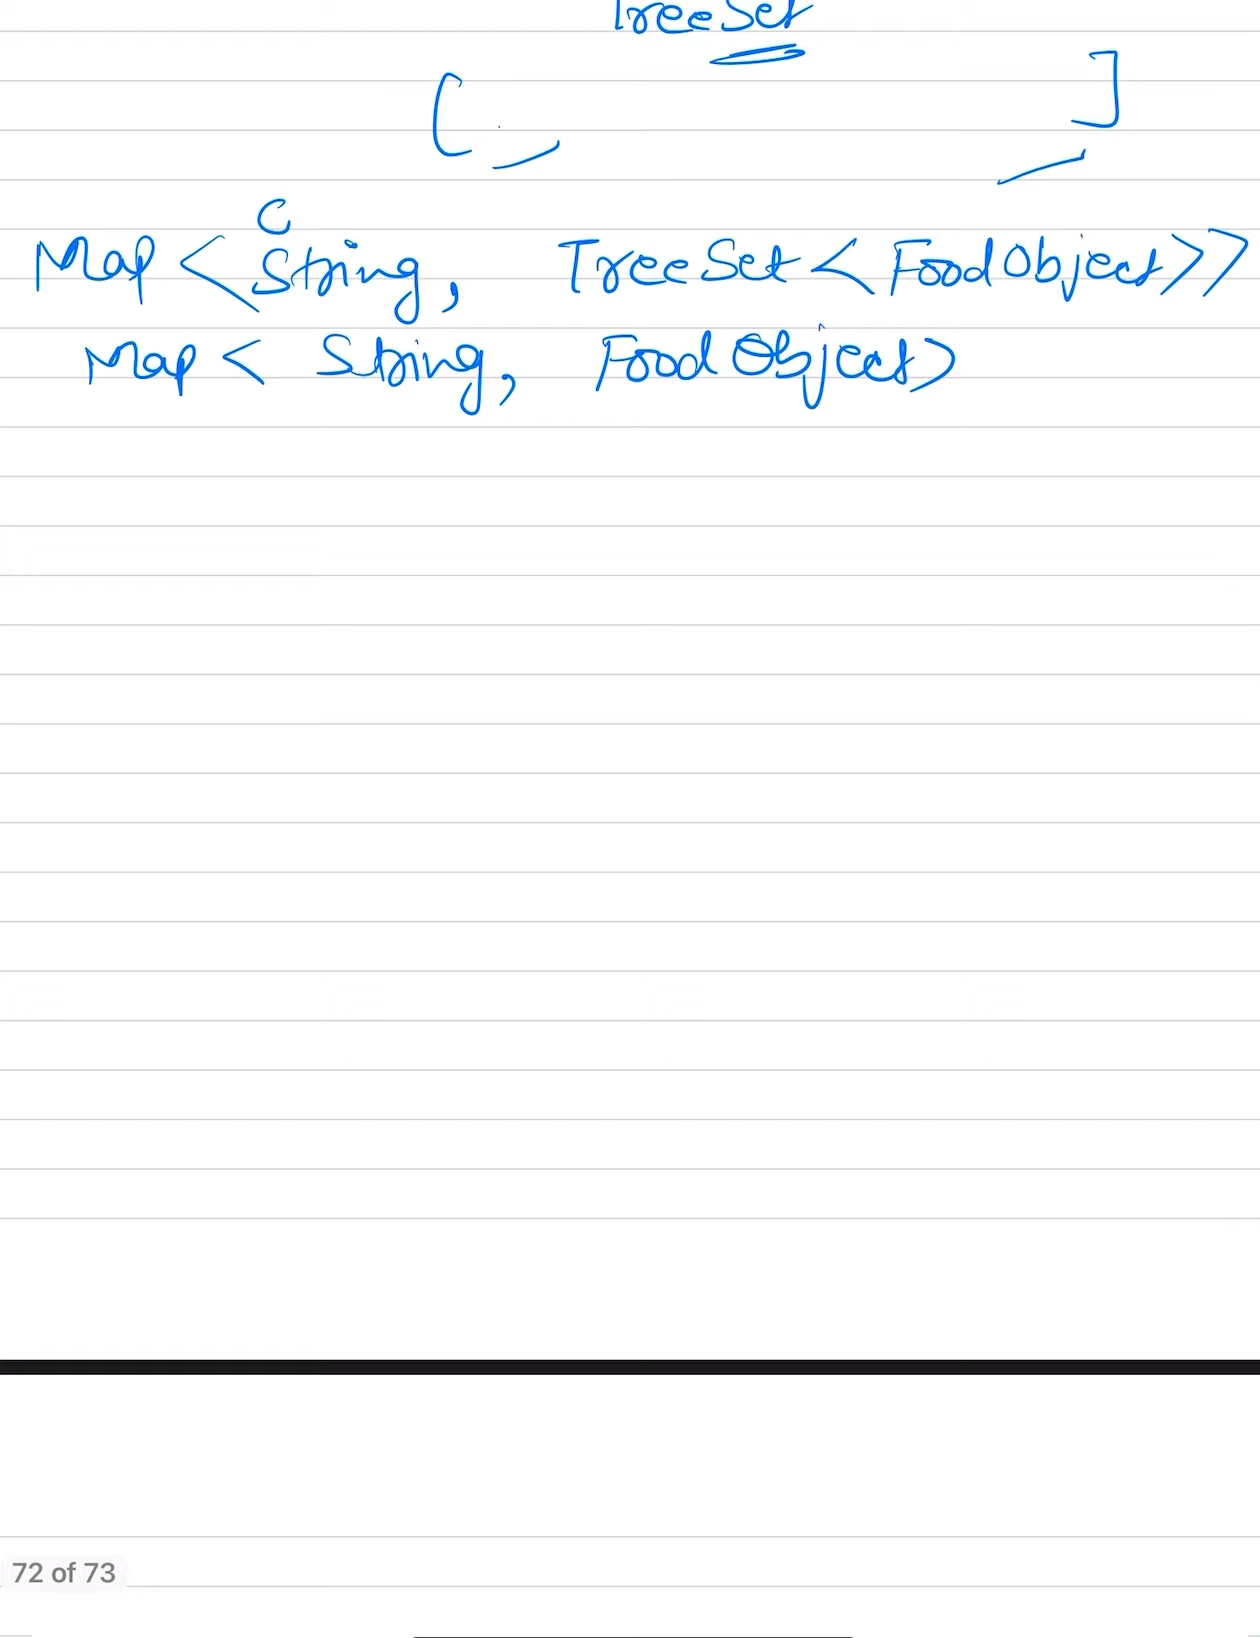 TreeSet
[ ]
C
Map < String, TreeSet < FoodObject >>
Map < String, FoodObject >
72 of 73